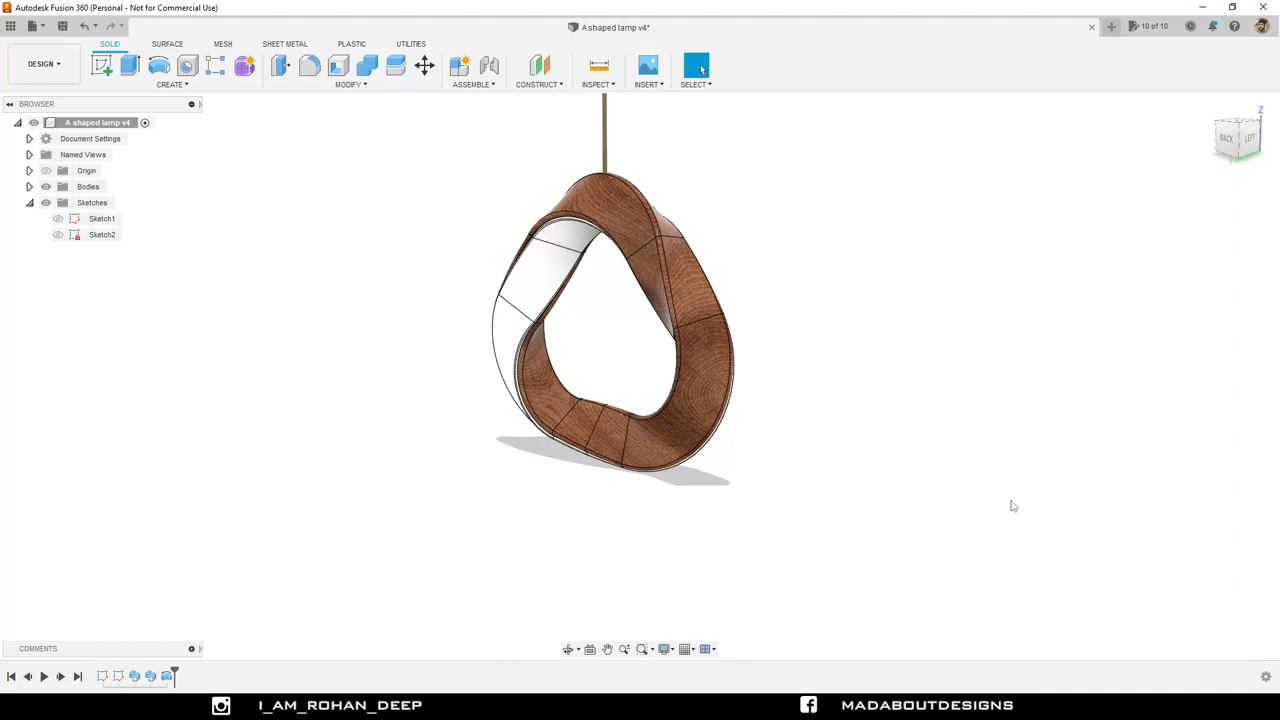 Autodesk Fusion 360 (Personal - Not for Commercial Use)
A shaped lamp v4*
10 of 10
DESIGN
SOLID
SURFACE
MESH
SHEET METAL
PLASTIC
UTILITIES
CREATE
MODIFY
ASSEMBLE
CONSTRUCT
INSPECT
INSERT
SELECT
BROWSER
A shaped lamp v4
Document Settings
Named Views
Origin
Bodies
Sketches
Sketch1
Sketch2
Z
BACK
LEFT
COMMENTS
I_AM_ROHAN_DEEP
MADABOUTDESIGNS